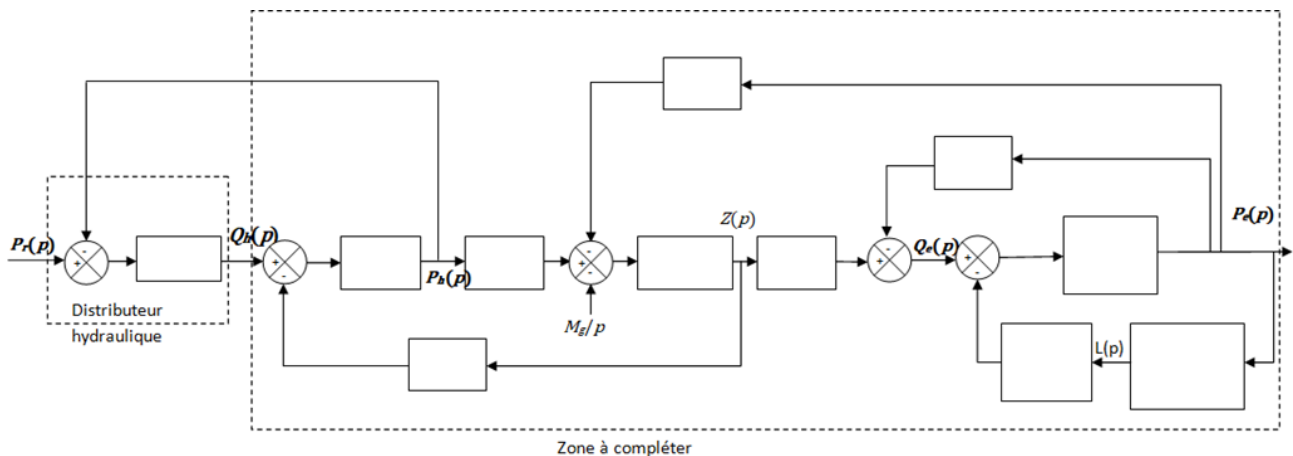 Z(p)
Pe(p)
Pr(p)
Qh(p)
Qe(p)
-
+
+
-
-
-
-
+
+
-
Ph(p)
Mg/p
L(p)
Distributeur
hydraulique
Zone à compléter